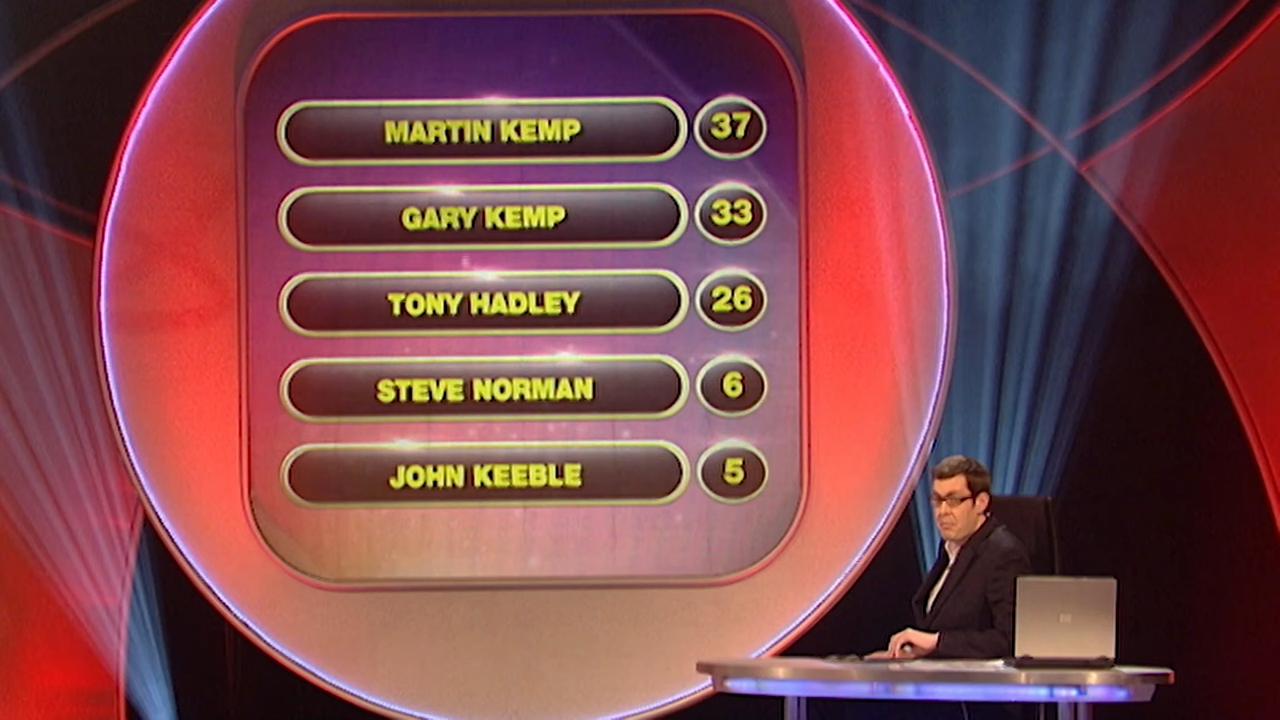 MARTIN KEMP 37
GARY KEMP 33
TONY HADLEY 26
STEVE NORMAN 6
JOHN KEEBLE 5